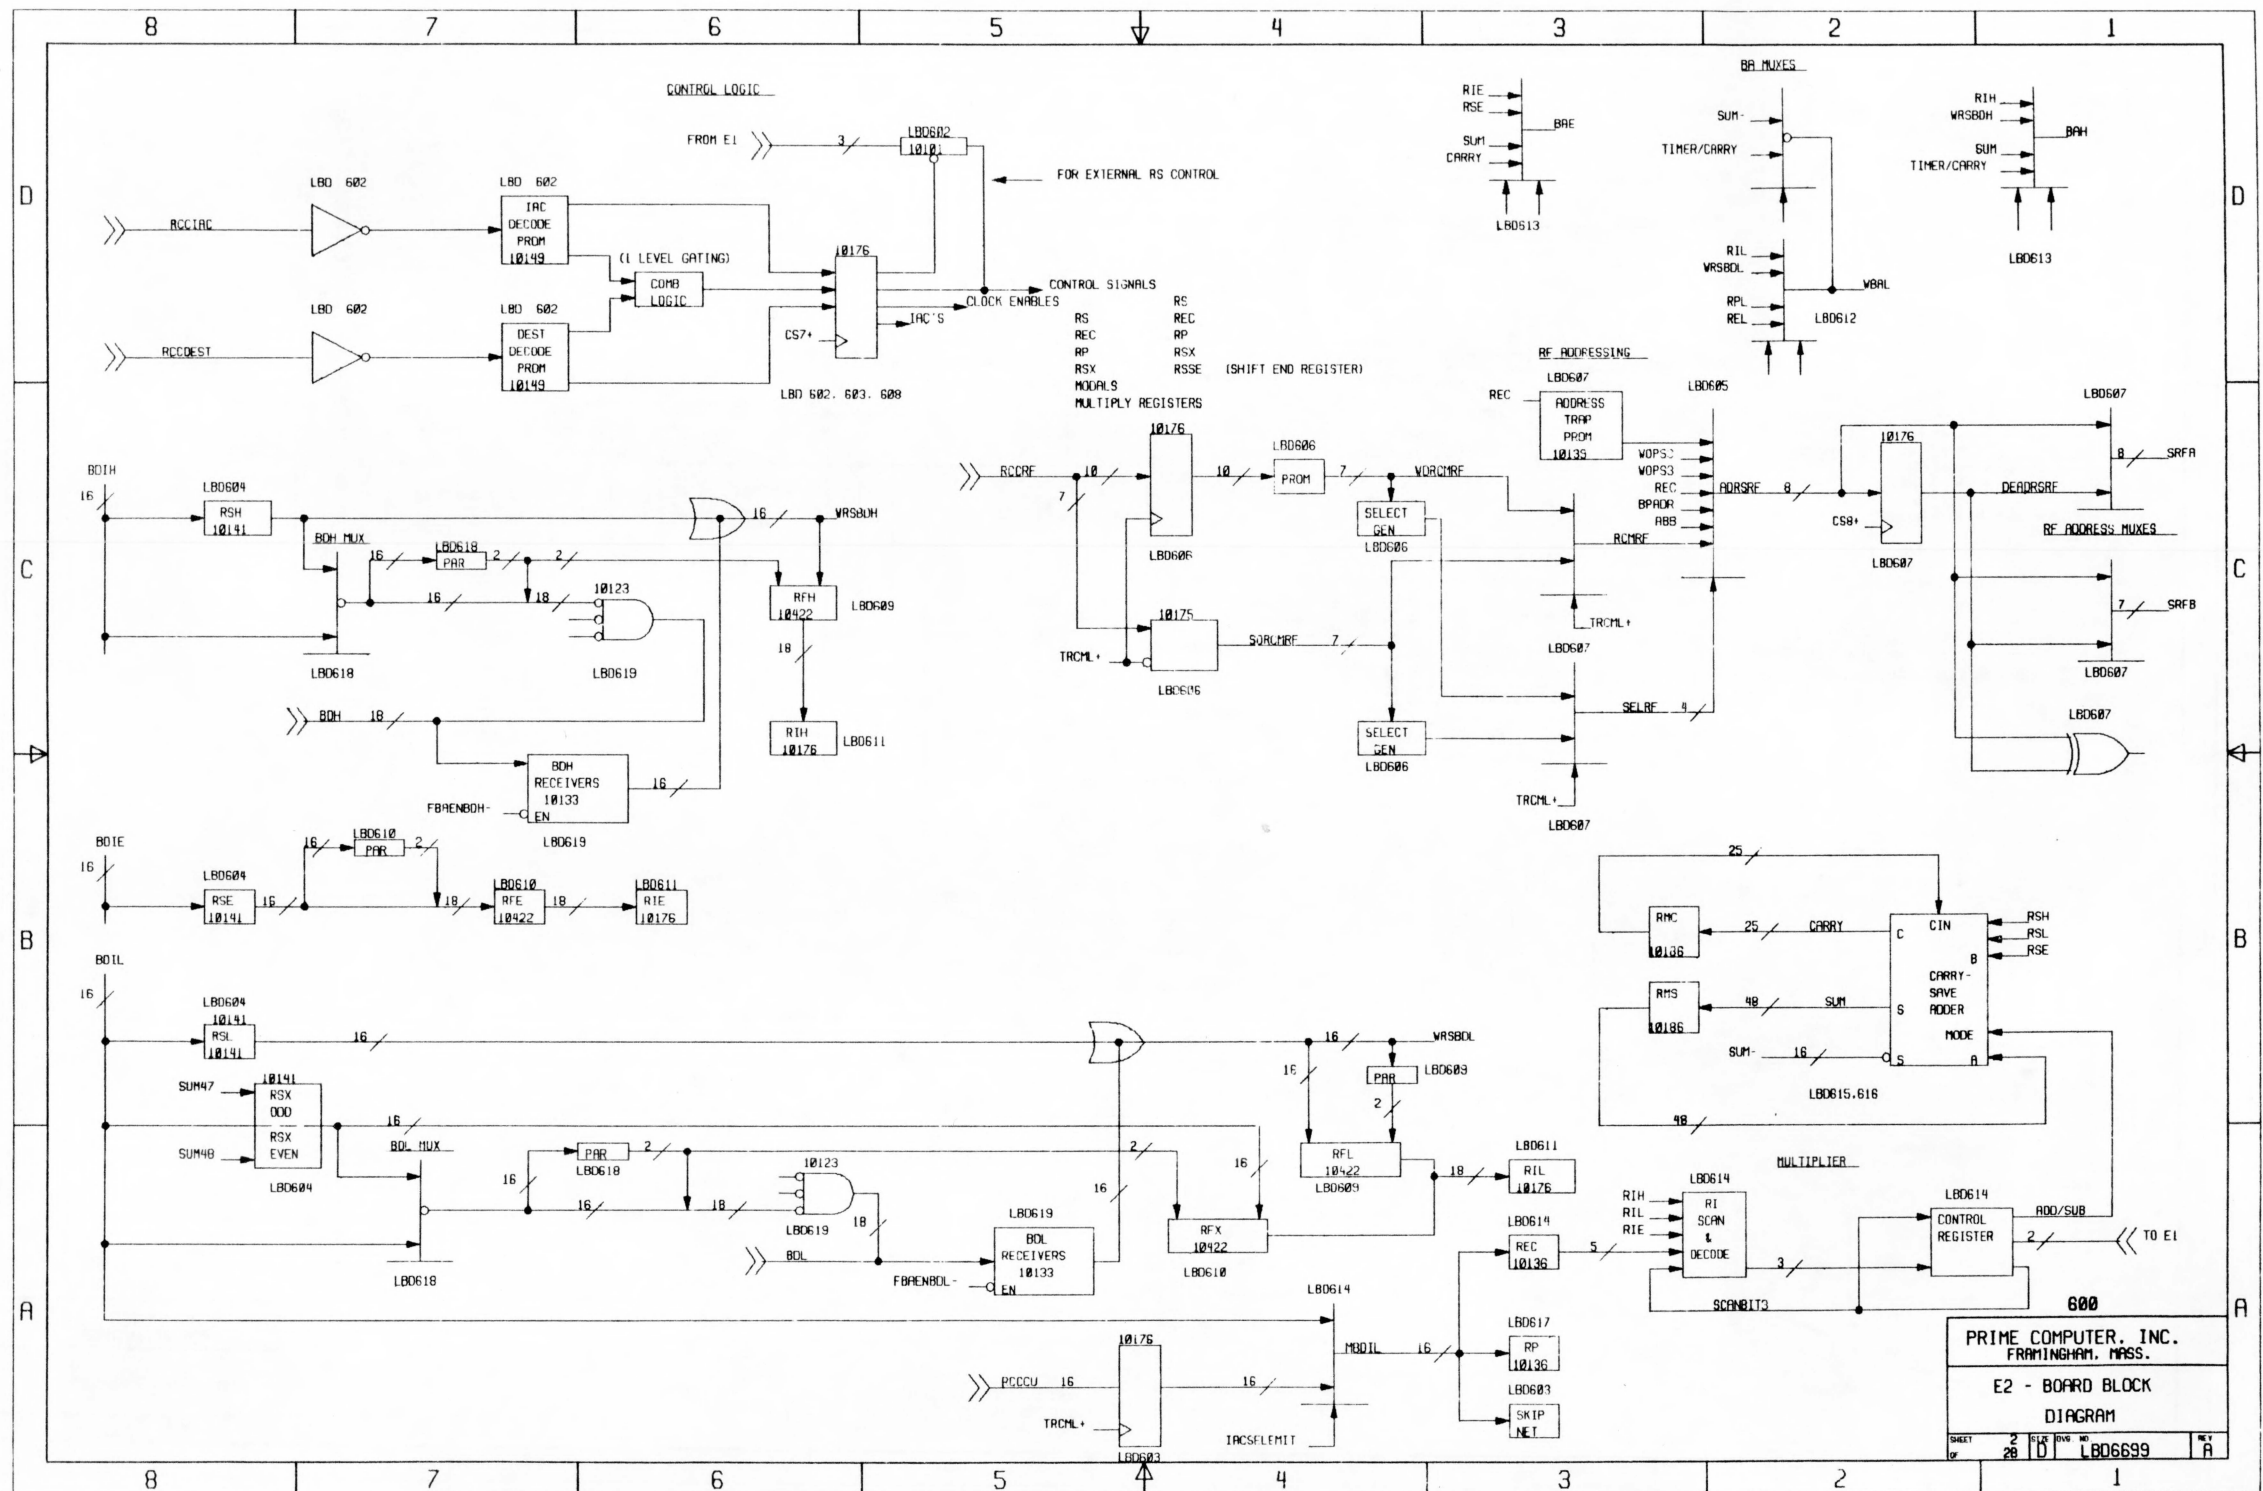 8 7 6 5 4 3 2 1
D
C
B
A
CONTROL LOGIC
FROM E1
3
LBD602
10101
FOR EXTERNAL RS CONTROL
LBD 602
RCCIAC
LBD 602
IAC
DECODE
PROM
10149
(1 LEVEL GATING)
COMB
LOGIC
10176
CS7+
LBD 602
RCCDEST
LBD 602
DEST
DECODE
PROM
10149
LBD 602, 603, 608
CONTROL SIGNALS
CLOCK ENABLES
IAC'S
RS
REC
RP
RSX
MODALS
MULTIPLY REGISTERS
RS
REC
RP
RSX
RSSE (SHIFT END REGISTER)
RIE
RSE
SUM
CARRY
BAE
LBD613
BA MUXES
SUM-
TIMER/CARRY
RIL
WRSBDL
RPL
REL
WBAL
LBD612
RIH
WRSBDH
SUM
TIMER/CARRY
BAH
LBD613
BDIH
16
LBD604
RSH
10141
BDH MUX
LBD618
16
LBD618
PAR
2
2
16
18
10123
LBD619
16
WRSBDH
RFH
10422
LBD609
18
RIH
10176
LBD611
BDH
18
BDH
RECEIVERS
10133
EN
FBAENBDH-
LBD619
16
BDIE
16
LBD604
RSE
10141
16
16
LBD610
PAR
2
18
LBD610
RFE
10422
18
LBD611
RIE
10176
BDIL
16
LBD604
10141
RSL
10141
16
SUM47
SUM48
10141
RSX
ODD
RSX
EVEN
LBD604
16
BDL MUX
LBD618
16
PAR
LBD618
2
16
18
10123
LBD619
18
BDL
LBD619
BDL
RECEIVERS
10133
EN
FBAENBDL-
16
2
16
RFX
10422
LBD610
16
WRSBDL
16
PAR
LBD609
2
RFL
10422
LBD609
18
LBD611
RIL
10176
RCCCU
16
10176
TRCML+
LBD603
16
LBD614
IACSELEMIT
MBDIL
16
LBD614
REC
10136
5
LBD617
RP
10136
LBD603
SKIP
NET
RCCRF
10
7
10176
LBD606
10
LBD606
PROM
7
WDRCMRF
SELECT
GEN
LBD606
10175
TRCML+
LBD606
SDRCMRF
7
SELECT
GEN
LBD606
RF ADDRESSING
LBD607
ADDRESS
TRAP
PROM
10139
REC
RCMRF
TRCML+
LBD607
SELRF
4
TRCML+
LBD607
LBD605
WOPS3
REC
BPADR
ABB
ADRSRF
8
10176
CS8+
LBD607
LBD607
8
SRFA
DEADRSRF
RF ADDRESS MUXES
7
SRFB
LBD607
LBD607
25
RMC
10136
25
CARRY
RMS
10186
48
SUM
SUM-
16
48
CIN
C
B
CARRY-
SAVE
ADDER
S
MODE
S
A
RSH
RSL
RSE
LBD615,616
MULTIPLIER
RIH
RIL
RIE
LBD614
RI
SCAN
&
DECODE
3
SCANBIT3
LBD614
CONTROL
REGISTER
ADD/SUB
2
TO E1
600
PRIME COMPUTER, INC.
FRAMINGHAM, MASS.
E2 - BOARD BLOCK
DIAGRAM
SHEET 2 OF 28
SIZE D
DWG. NO LBD6699
REV A
8 7 6 5 4 3 2 1